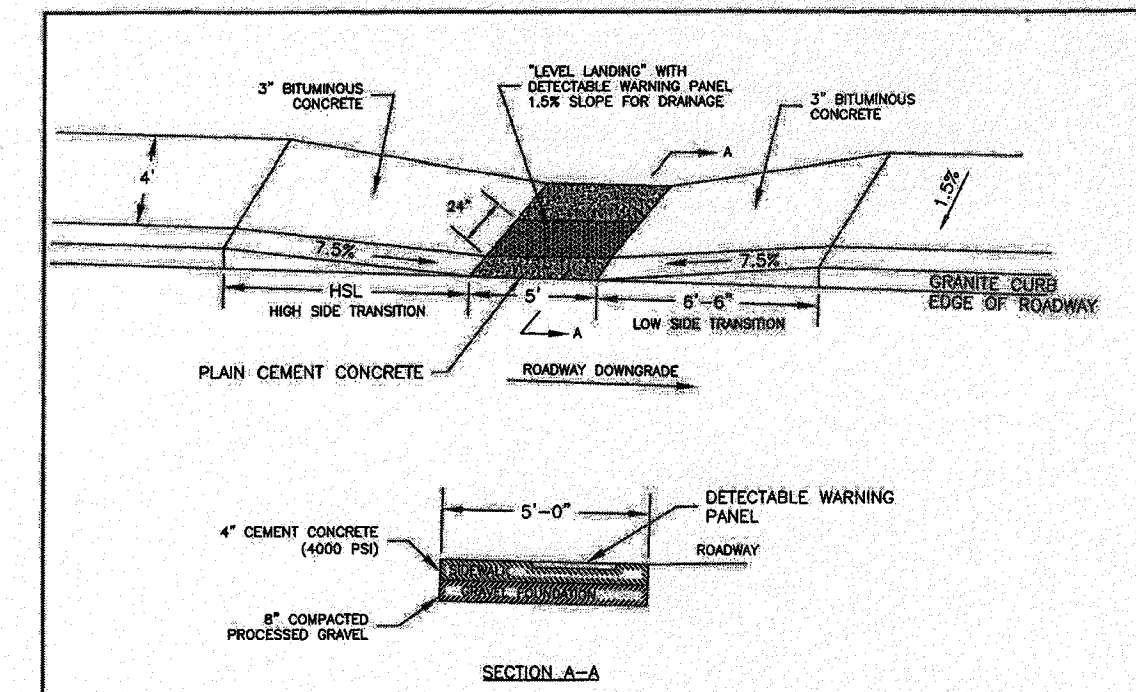 "LEVEL LANDING" WITH
DETECTABLE WARNING PANEL
1.5% SLOPE FOR DRAINAGE
3" BITUMINOUS
CONCRETE
3" BITUMINOUS
CONCRETE
A
4'
24"
1.5%
7.5%
7.5%
GRANITE CURB
EDGE OF ROADWAY
HSL
HIGH SIDE TRANSITION
5'
6'-6"
LOW SIDE TRANSITION
A
PLAIN CEMENT CONCRETE
ROADWAY DOWNGRADE
5'-0"
DETECTABLE WARNING
PANEL
4" CEMENT CONCRETE
(4000 PSI)
ROADWAY
SIDEWALK
GRAVEL FOUNDATION
8" COMPACTED
PROCESSED GRAVEL
SECTION A-A